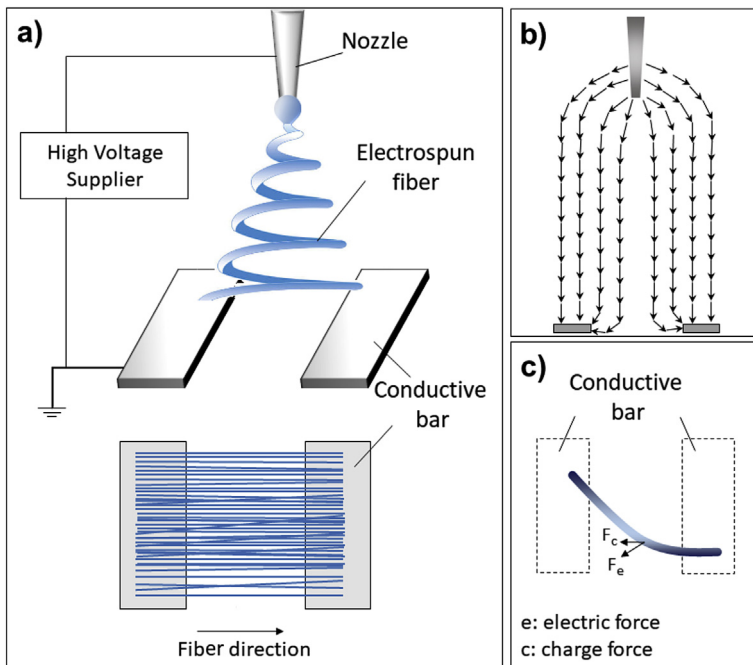 a)
Nozzle
High Voltage
Supplier
Electrospun
fiber
Conductive
bar
Fiber direction
b)
c)
Conductive
bar
Fc
Fe
e: electric force
c: charge force